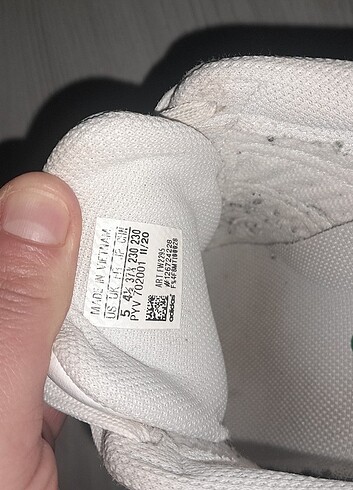 MADE IN VIETNAM
US UK FR JP CHN
5 4½ 37⅓ 230 230
PYV 702001 11/20
ART FW2295
#126724228
adidas